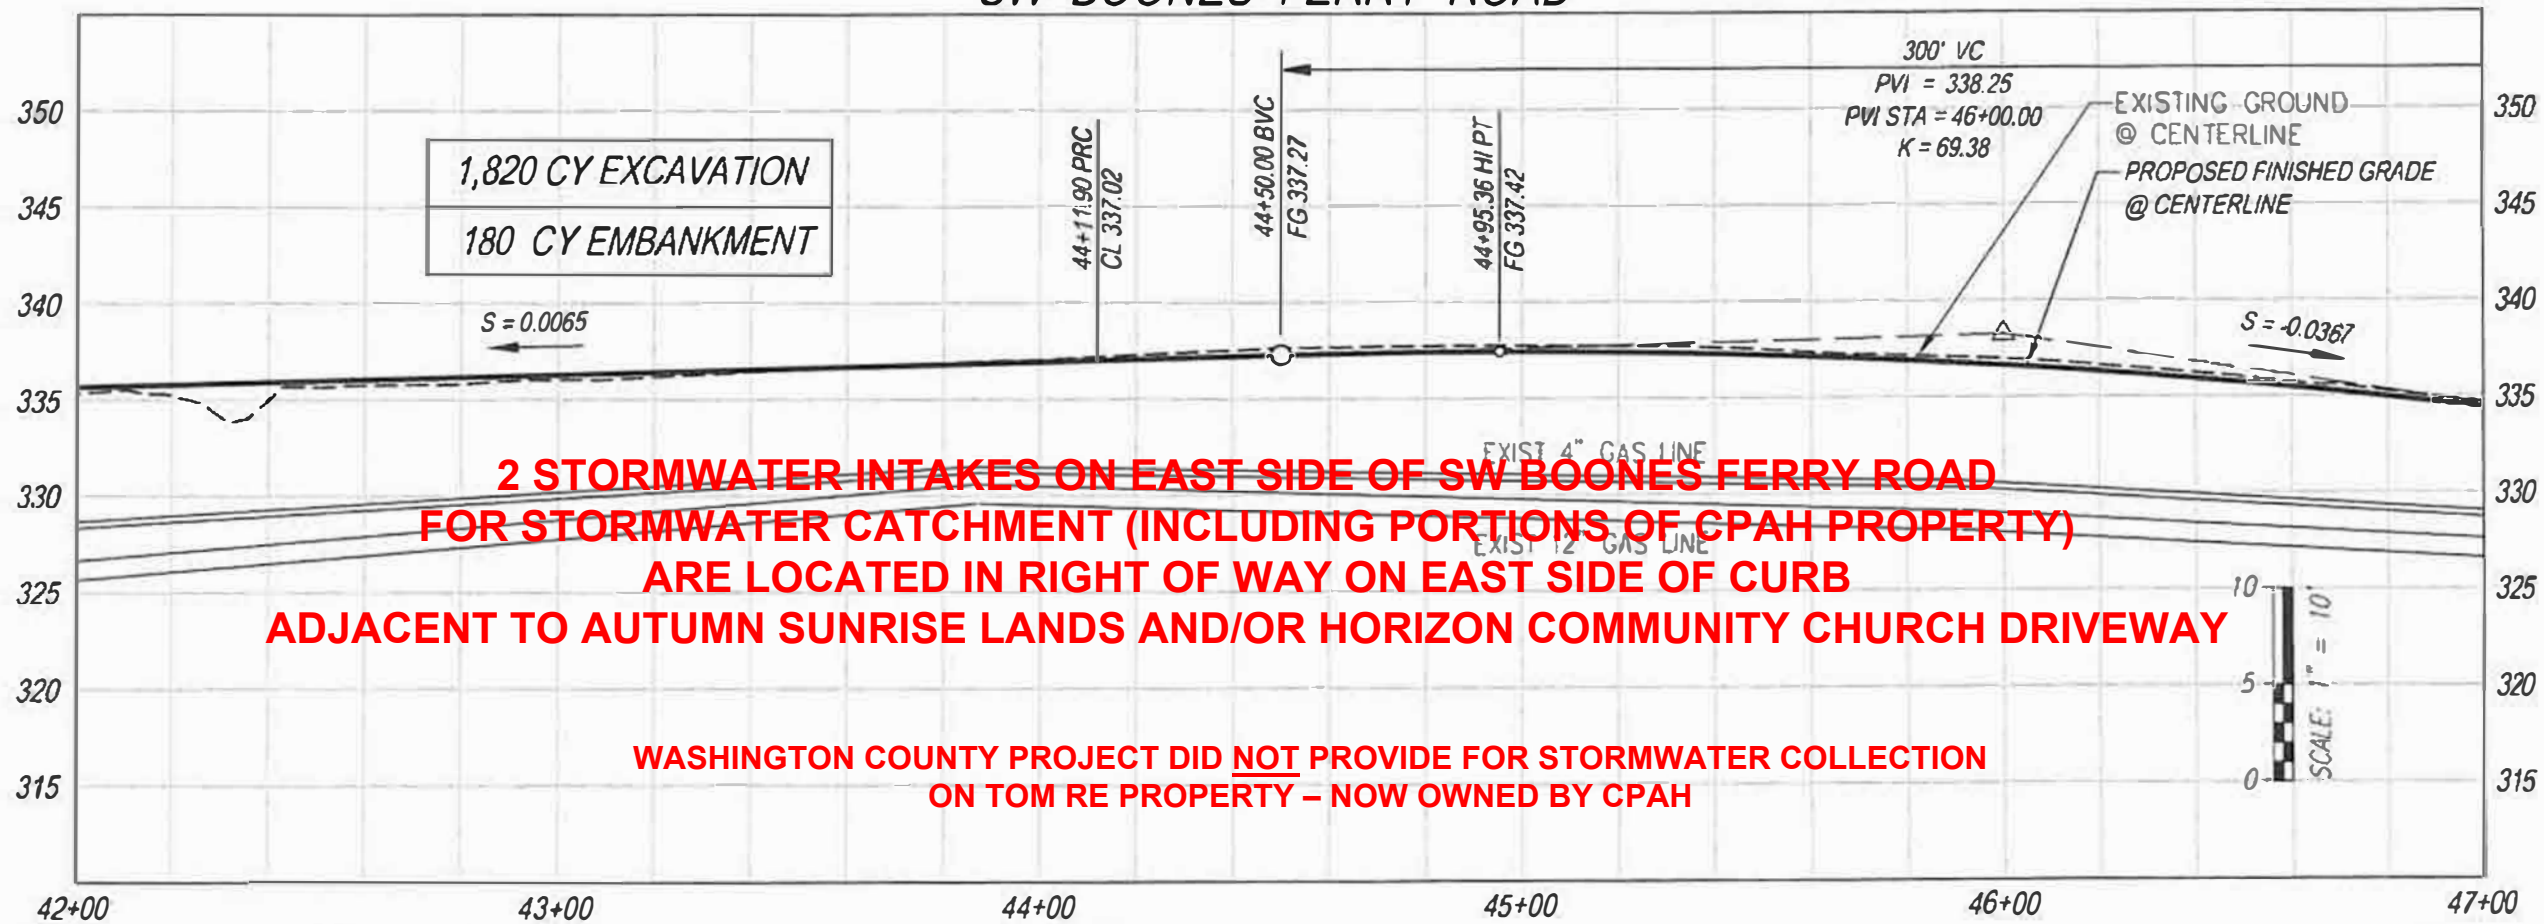 SW BOONES FERRY ROAD
300' VC
PVI = 338.25
PVI STA = 46+00.00
K = 69.38
EXISTING GROUND
@ CENTERLINE
PROPOSED FINISHED GRADE
@ CENTERLINE
350
345
340
335
330
325
320
315
350
345
340
335
330
325
320
315
1,820 CY EXCAVATION
180 CY EMBANKMENT
44+11.90 PRC
CL 337.02
44+50.00 BVC
FG 337.27
44+95.36 HI PT
FG 337.42
S = 0.0065
S = -0.0367
EXIST 4" GAS LINE
2 STORMWATER INTAKES ON EAST SIDE OF SW BOONES FERRY ROAD
FOR STORMWATER CATCHMENT (INCLUDING PORTIONS OF CPAH PROPERTY)
EXIST 12" GAS LINE
ARE LOCATED IN RIGHT OF WAY ON EAST SIDE OF CURB
ADJACENT TO AUTUMN SUNRISE LANDS AND/OR HORIZON COMMUNITY CHURCH DRIVEWAY
10
5
0
SCALE: 1" = 10'
WASHINGTON COUNTY PROJECT DID NOT PROVIDE FOR STORMWATER COLLECTION
ON TOM RE PROPERTY – NOW OWNED BY CPAH
42+00
43+00
44+00
45+00
46+00
47+00